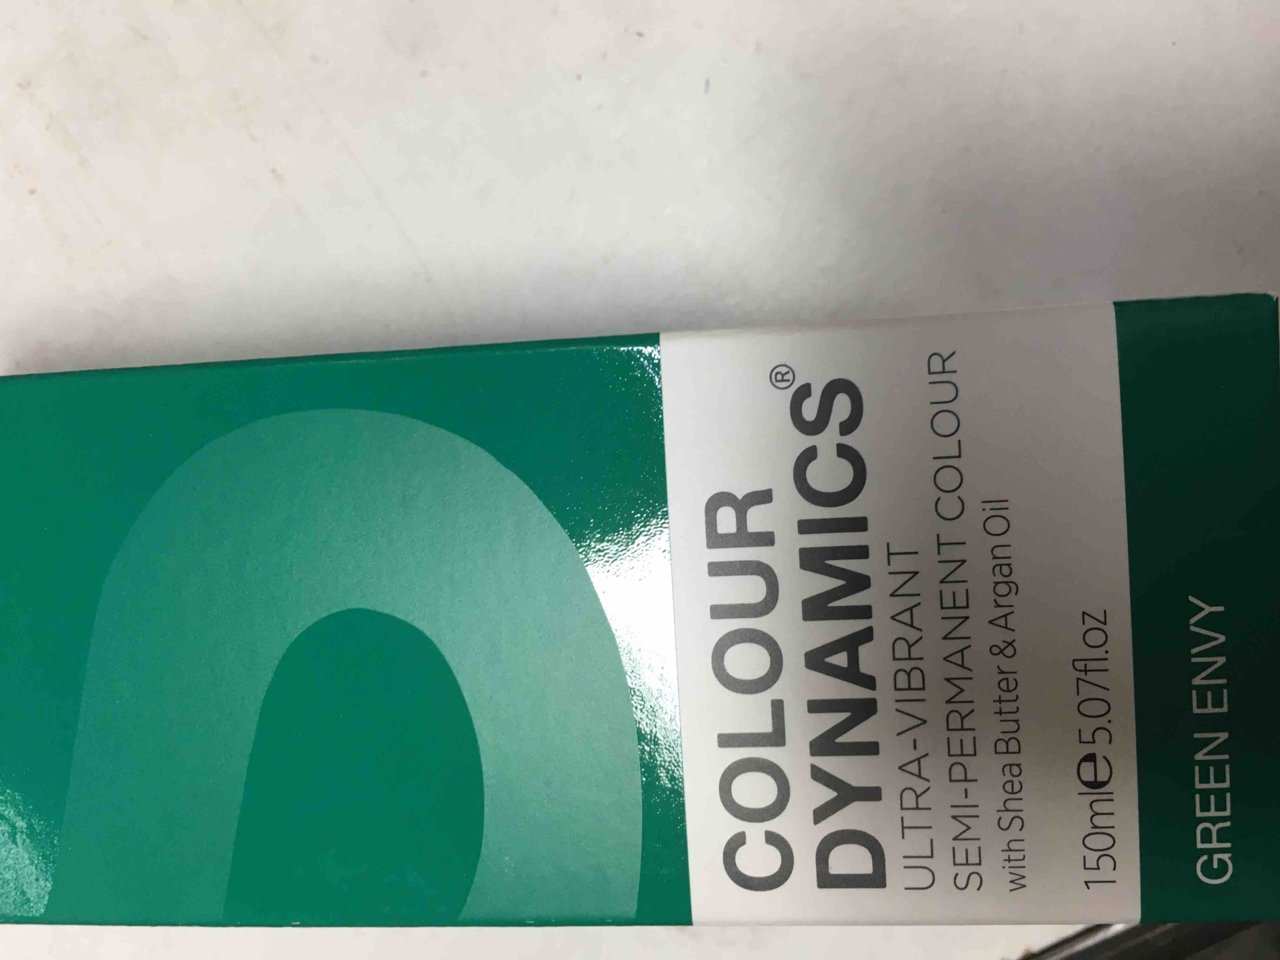 COLOUR
DYNAMICS®
ULTRA-VIBRANT
SEMI-PERMANENT COLOUR
with Shea Butter & Argan Oil
150ml℮5.07fl.oz
GREEN ENVY